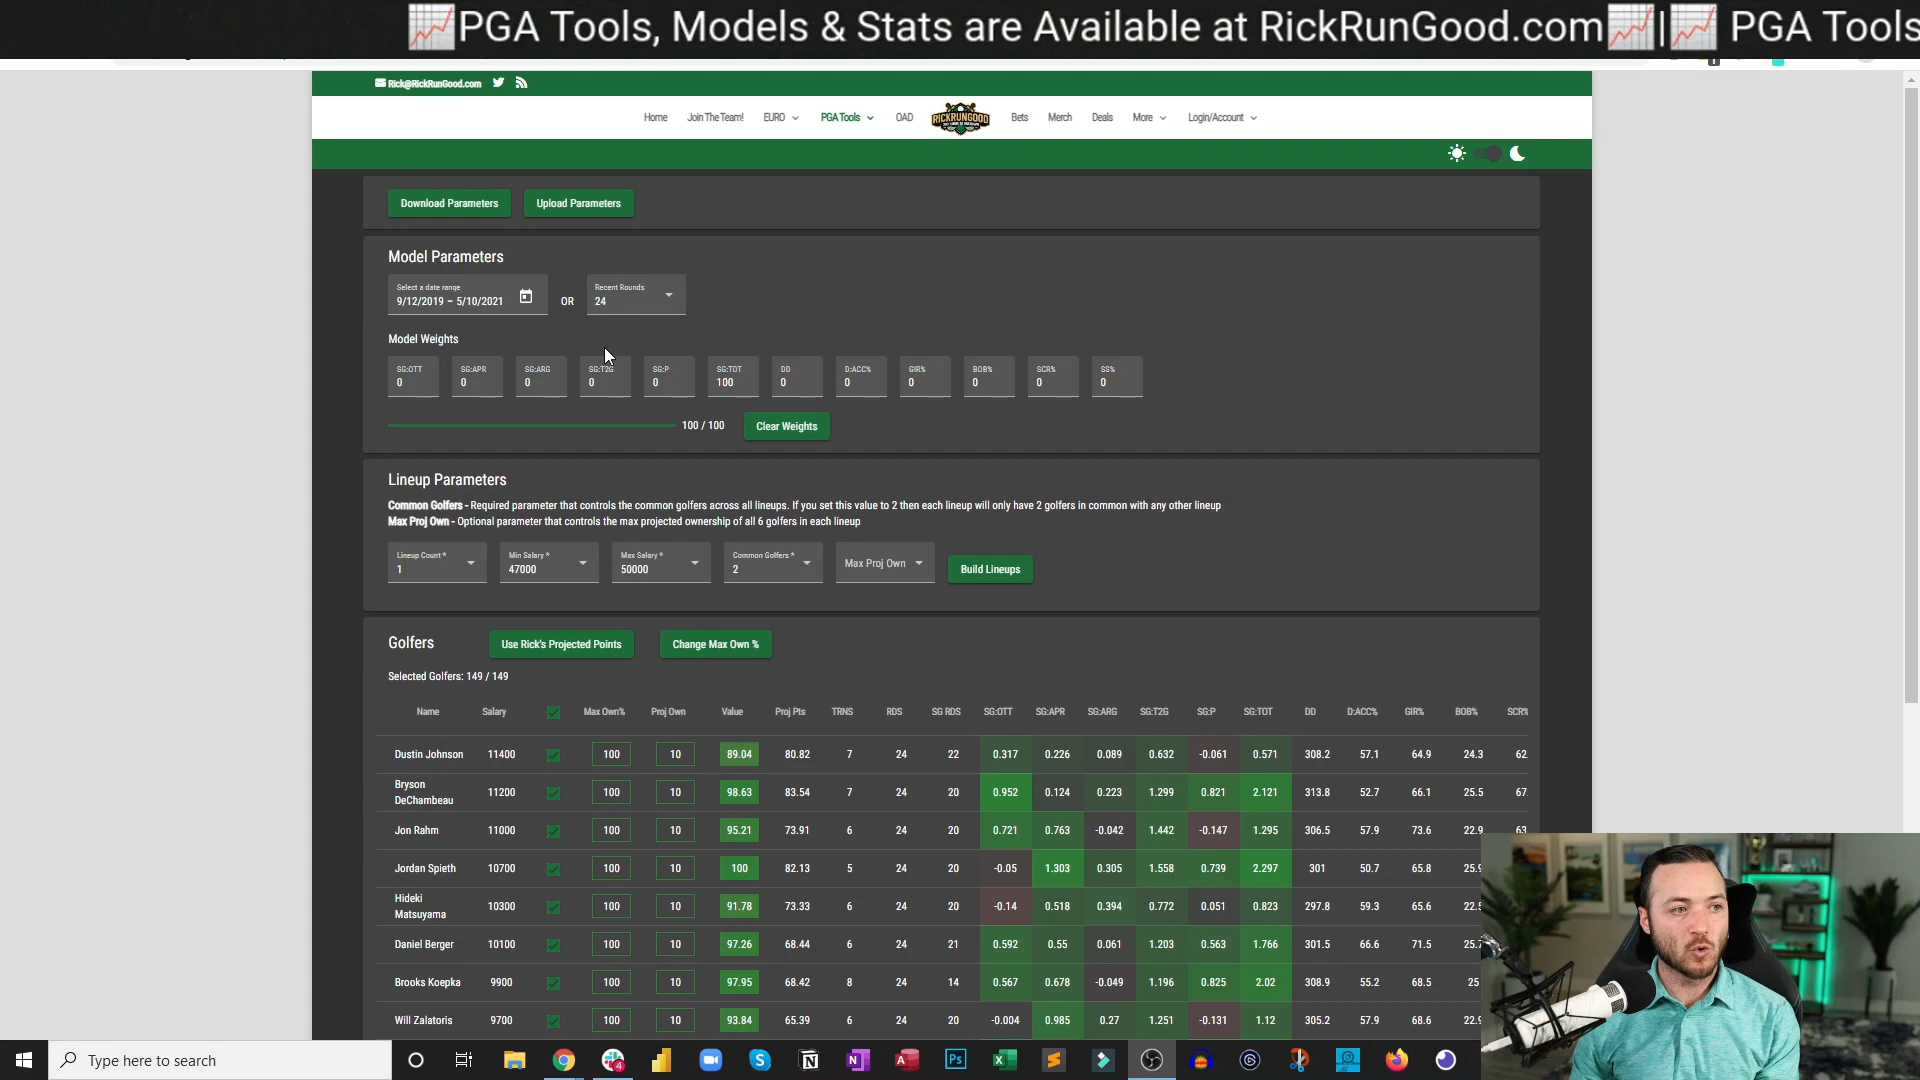 📈PGA Tools, Models & Stats are Available at RickRunGood.com📈|📈 PGA Tools
Rick@RickRunGood.com
Home Join The Team! EURO PGA Tools OAD RICKRUNGOOD Bets Merch Deals More Login/Account
Download Parameters Upload Parameters
Model Parameters
Select a date range
9/12/2019 – 5/10/2021
OR
Recent Rounds
24
Model Weights
SG:OTT SG:APR SG:ARG SG:T2G SG:P SG:TOT DD D:ACC% GIR% BOB% SCR% SS%
0 0 0 0 0 100 0 0 0 0 0 0
100 / 100 Clear Weights
Lineup Parameters
Common Golfers - Required parameter that controls the common golfers across all lineups. If you set this value to 2 then each lineup will only have 2 golfers in common with any other lineup
Max Proj Own - Optional parameter that controls the max projected ownership of all 6 golfers in each lineup
Lineup Count * Min Salary * Max Salary * Common Golfers * Max Proj Own Build Lineups
1 47000 50000 2
Golfers Use Rick's Projected Points Change Max Own %
Selected Golfers: 149 / 149
Name Salary Max Own% Proj Own Value Proj Pts TRNS RDS SG RDS SG:OTT SG:APR SG:ARG SG:T2G SG:P SG:TOT DD D:ACC% GIR% BOB% SCR%
Dustin Johnson 11400 100 10 89.04 80.82 7 24 22 0.317 0.226 0.089 0.632 -0.061 0.571 308.2 57.1 64.9 24.3 62.
Bryson DeChambeau 11200 100 10 98.63 83.54 7 24 20 0.952 0.124 0.223 1.299 0.821 2.121 313.8 52.7 66.1 25.5 67.
Jon Rahm 11000 100 10 95.21 73.91 6 24 20 0.721 0.763 -0.042 1.442 -0.147 1.295 306.5 57.9 73.6 22.9 63
Jordan Spieth 10700 100 10 100 82.13 5 24 20 -0.05 1.303 0.305 1.558 0.739 2.297 301 50.7 65.8 25.9
Hideki Matsuyama 10300 100 10 91.78 73.33 6 24 20 -0.14 0.518 0.394 0.772 0.051 0.823 297.8 59.3 65.6 22.5
Daniel Berger 10100 100 10 97.26 68.44 6 24 21 0.592 0.55 0.061 1.203 0.563 1.766 301.5 66.6 71.5 25.7
Brooks Koepka 9900 100 10 97.95 68.42 8 24 14 0.567 0.678 -0.049 1.196 0.825 2.02 308.9 55.2 68.5 25
Will Zalatoris 9700 100 10 93.84 65.39 6 24 20 -0.004 0.985 0.27 1.251 -0.131 1.12 305.2 57.9 68.6 22.9
Type here to search